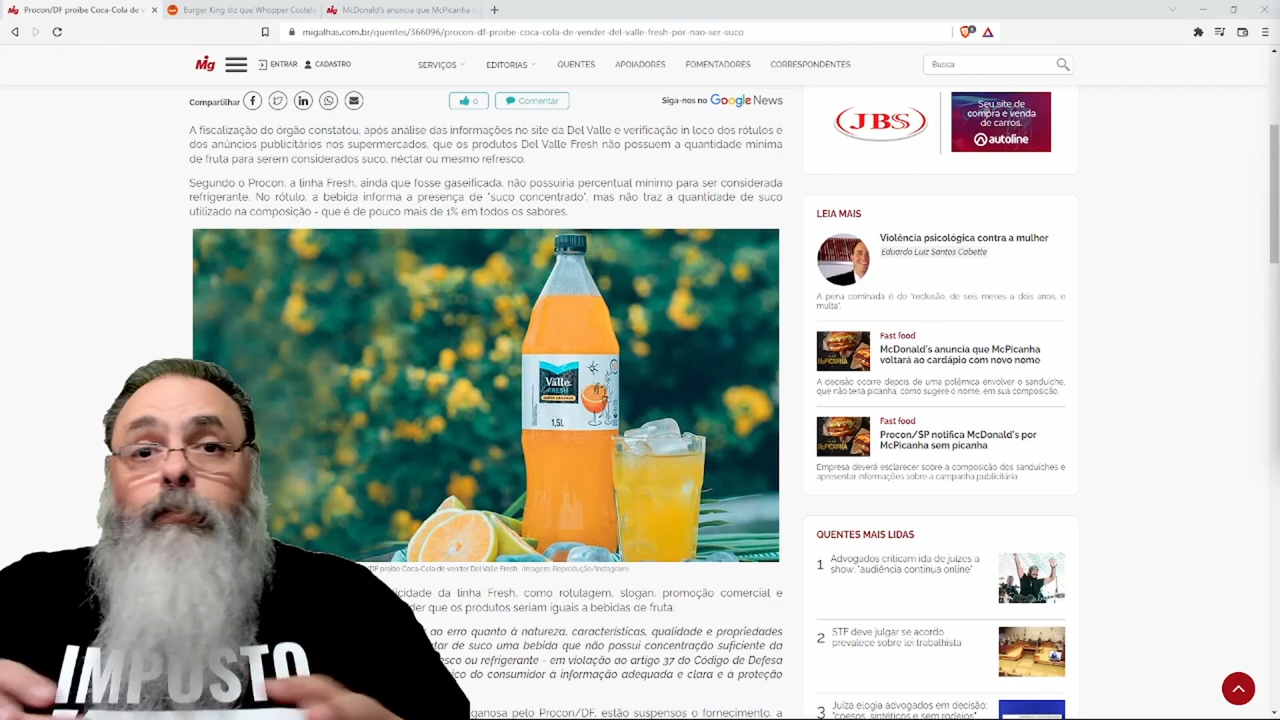 Procon/DF proíbe Coca-Cola de v
Burger King diz que Whopper Costela
McDonald's anuncia que McPicanha
migalhas.com.br/quentes/366096/procon-df-proibe-coca-cola-de-vender-del-valle-fresh-por-nao-ser-suco
Mig
ENTRAR
CADASTRO
SERVIÇOS
EDITORIAS
QUENTES
APOIADORES
FOMENTADORES
CORRESPONDENTES
Busca
Compartilhar
0
Comentar
Siga-nos no Google News
A fiscalização do Procon constatou, após análise das informações no site da Del Valle e verificação in loco dos rótulos e
dos anúncios do produto nos supermercados, que os produtos Del Valle Fresh não possuem a quantidade mínima
de fruta para serem considerados suco, néctar ou mesmo refresco.
Segundo o Procon, a linha Fresh, ainda que fosse gaseificada, não possuiria percentual mínimo para ser considerada
refrigerante. No rótulo, a bebida informa a presença de "suco concentrado", mas não traz a quantidade de suco
utilizado na composição - que é de pouco mais de 1% em todos os sabores.
Valle
FRESH
1,5L
/DF proíbe Coca-Cola de vender Del Valle Fresh. (Imagem: Reprodução/Instagram)
icidade da linha Fresh, como rotulagem, slogan, promoção comercial e
der que os produtos seriam iguais a bebidas de fruta.
ao erro quanto à natureza, características, qualidade e propriedades
tar de suco uma bebida que não possui concentração suficiente da
esco ou refrigerante - em violação ao artigo 37 do Código de Defesa
ico do consumidor à informação adequada e clara e à proteção
ganosa pelo Procon/DF, estão suspensos o fornecimento, a
IMPOSTO
JBS
Seu site de
compra e venda
de carros.
autoline
LEIA MAIS
Violência psicológica contra a mulher
Eduardo Luiz Santos Cabette
A pena cominada é de "reclusão, de seis meses a dois anos, e
multa".
Fast food
McDonald's anuncia que McPicanha
voltará ao cardápio com novo nome
A decisão ocorre depois de uma polêmica envolver o sanduíche,
que não teria picanha, como sugere o nome, em sua composição.
Fast food
Procon/SP notifica McDonald's por
McPicanha sem picanha
Empresa deverá esclarecer sobre a composição dos sanduíches e
apresentar informações sobre a campanha publicitária
QUENTES MAIS LIDAS
1 Advogados criticam ida de juízes a
show: "audiência continua online"
2 STF deve julgar se acordo
prevalece sobre lei trabalhista
3 Juíza elogia advogados em decisão:
"coesos, sintéticos e sem rodeios"